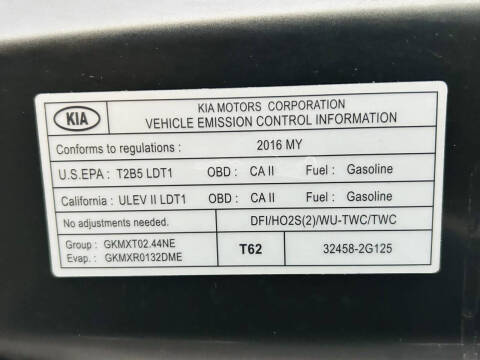 KIA
KIA MOTORS CORPORATION
VEHICLE EMISSION CONTROL INFORMATION
Conforms to regulations : 2016 MY
U.S.EPA : T2B5 LDT1 OBD : CA II Fuel : Gasoline
California : ULEV II LDT1 OBD : CA II Fuel : Gasoline
No adjustments needed. DFI/HO2S(2)/WU-TWC/TWC
Group : GKMXT02.44NE T62 32458-2G125
Evap. : GKMXR0132DME